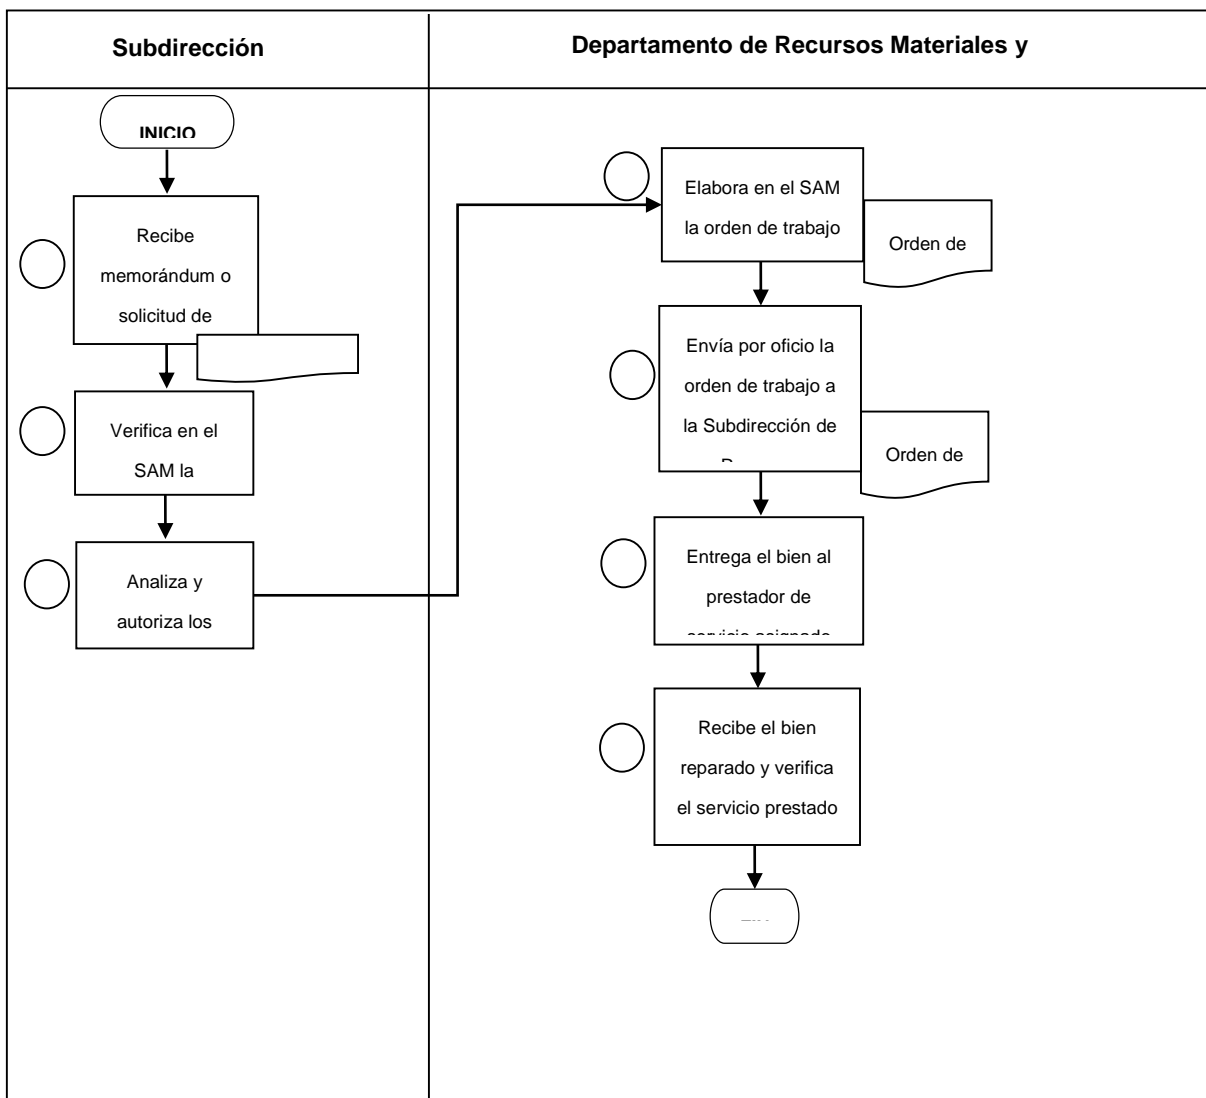 Subdirección
Departamento de Recursos Materiales y
INICIO
Recibe
memorándum o
solicitud de
Verifica en el
SAM la
Analiza y
autoriza los
Elabora en el SAM
la orden de trabajo
Orden de
Envía por oficio la
orden de trabajo a
la Subdirección de
Orden de
Entrega el bien al
prestador de
servicio asignado
Recibe el bien
reparado y verifica
el servicio prestado